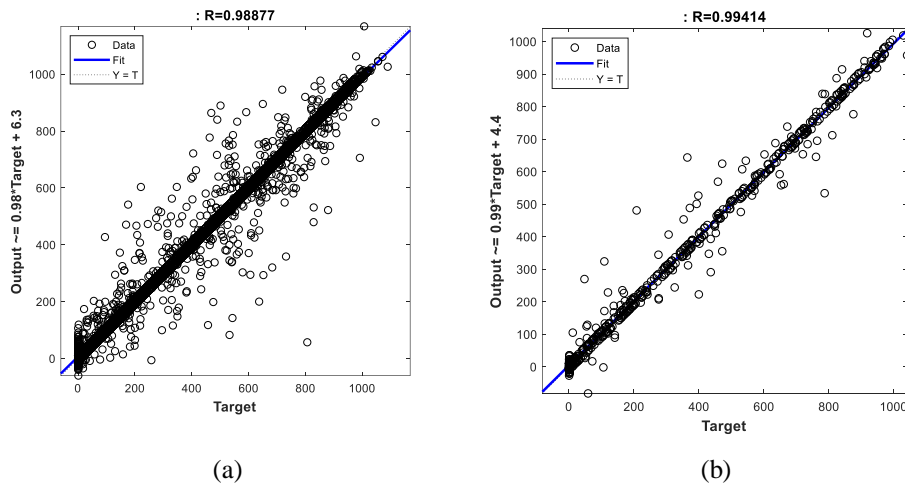 : R=0.98877
Data
Fit
Y = T
Output ~= 0.98*Target + 6.3
1000
800
600
400
200
0
0 200 400 600 800 1000
Target
(a)
: R=0.99414
Data
Fit
Y = T
Output ~= 0.99*Target + 4.4
1000
900
800
700
600
500
400
300
200
100
0
0 200 400 600 800 1000
Target
(b)